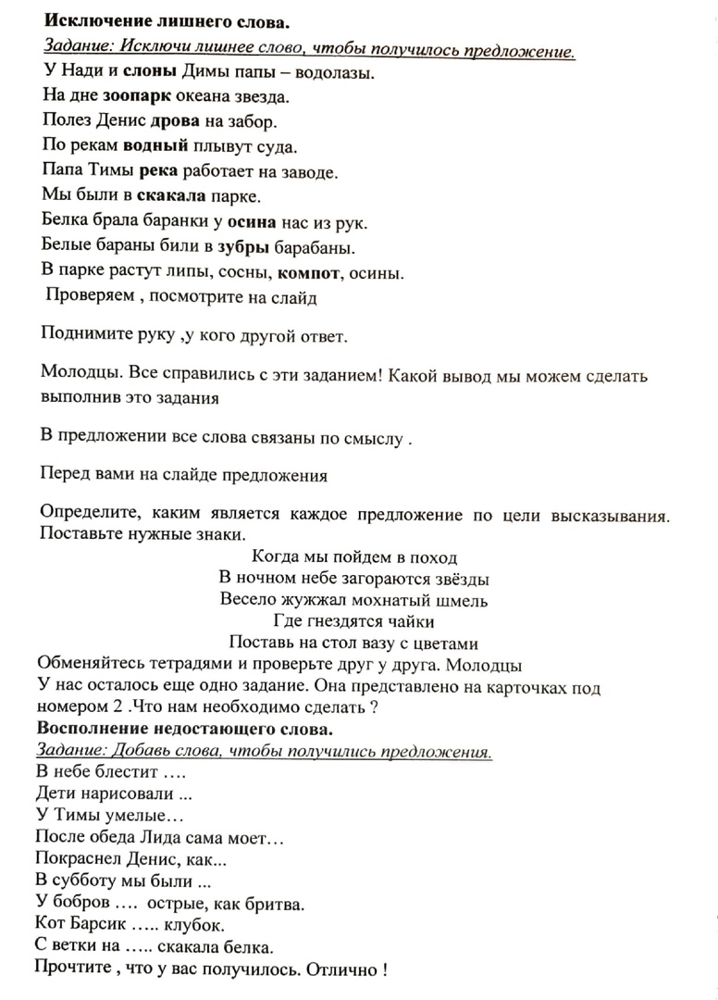 Исключение лишнего слова.
Задание: Исключи лишнее слово, чтобы получилось предложение.
У Нади и слоны Димы папы – водолазы.
На дне зоопарк океана звезда.
Полез Денис дрова на забор.
По рекам водный плывут суда.
Папа Тимы река работает на заводе.
Мы были в скакала парке.
Белка брала баранки у осина нас из рук.
Белые бараны били в зубры барабаны.
В парке растут липы, сосны, компот, осины.
Проверяем , посмотрите на слайд
Поднимите руку ,у кого другой ответ.
Молодцы. Все справились с эти заданием! Какой вывод мы можем сделать
выполнив это задания
В предложении все слова связаны по смыслу .
Перед вами на слайде предложения
Определите, каким является каждое предложение по цели высказывания.
Поставьте нужные знаки.
Когда мы пойдем в поход
В ночном небе загораются звёзды
Весело жужжал мохнатый шмель
Где гнездятся чайки
Поставь на стол вазу с цветами
Обменяйтесь тетрадями и проверьте друг у друга. Молодцы
У нас осталось еще одно задание. Она представлено на карточках под
номером 2 .Что нам необходимо сделать ?
Восполнение недостающего слова.
Задание: Добавь слова, чтобы получились предложения.
В небе блестит ….
Дети нарисовали ...
У Тимы умелые…
После обеда Лида сама моет…
Покраснел Денис, как...
В субботу мы были ...
У бобров …. острые, как бритва.
Кот Барсик ….. клубок.
С ветки на ….. скакала белка.
Прочтите , что у вас получилось. Отлично !